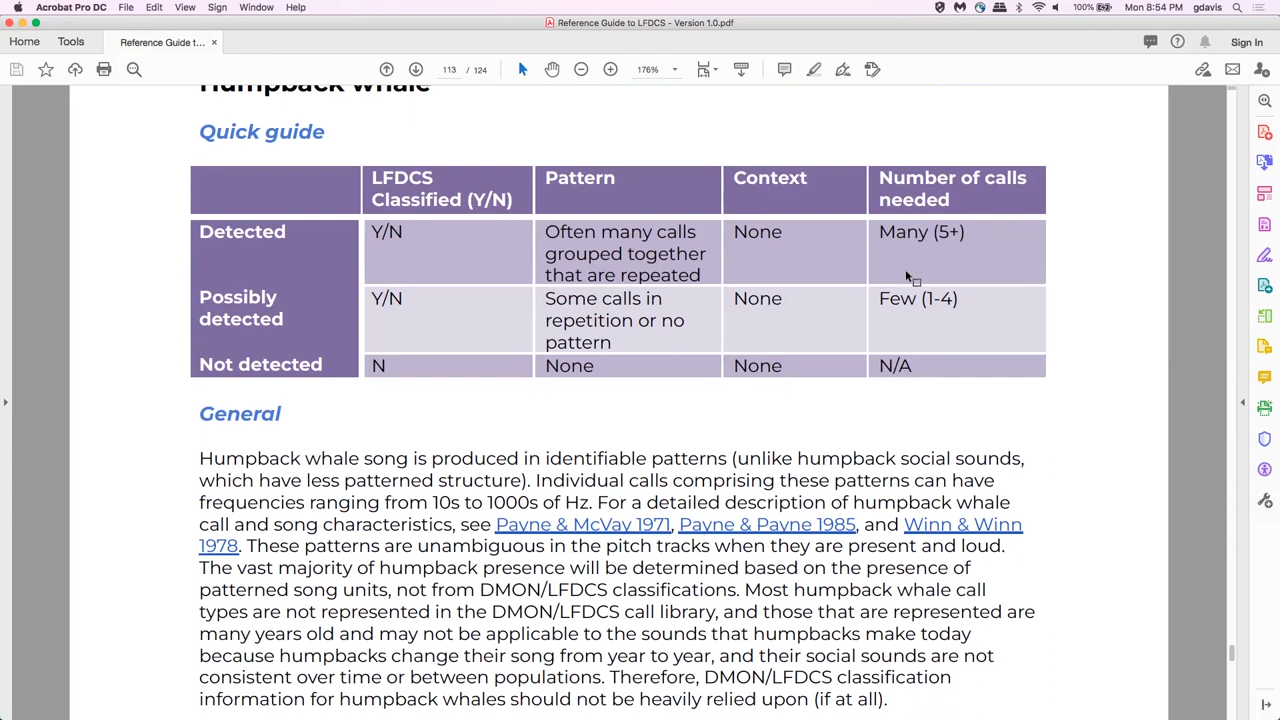 Acrobat Pro DC File Edit View Sign Window Help 100% Mon 8:54 PM gdavis
Reference Guide to LFDCS - Version 1.0.pdf
Home Tools Reference Guide t... × Sign In
113 / 124 176%
Humpback whale
Quick guide
LFDCS Classified (Y/N) Pattern Context Number of calls needed
Detected Y/N Often many calls grouped together that are repeated None Many (5+)
Possibly detected Y/N Some calls in repetition or no pattern None Few (1-4)
Not detected N None None N/A
General
Humpback whale song is produced in identifiable patterns (unlike humpback social sounds,
which have less patterned structure). Individual calls comprising these patterns can have
frequencies ranging from 10s to 1000s of Hz. For a detailed description of humpback whale
call and song characteristics, see Payne & McVay 1971, Payne & Payne 1985, and Winn & Winn
1978. These patterns are unambiguous in the pitch tracks when they are present and loud.
The vast majority of humpback presence will be determined based on the presence of
patterned song units, not from DMON/LFDCS classifications. Most humpback whale call
types are not represented in the DMON/LFDCS call library, and those that are represented are
many years old and may not be applicable to the sounds that humpbacks make today
because humpbacks change their song from year to year, and their social sounds are not
consistent over time or between populations. Therefore, DMON/LFDCS classification
information for humpback whales should not be heavily relied upon (if at all).